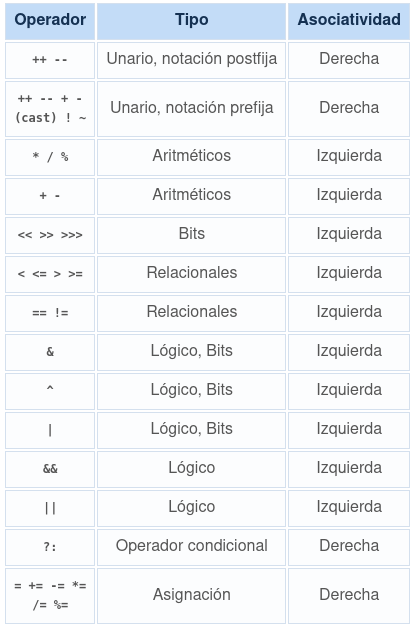 Operador Tipo Asociatividad
++ -- Unario, notación postfija Derecha
++ -- + -
(cast) ! ~ Unario, notación prefija Derecha
* / % Aritméticos Izquierda
+ - Aritméticos Izquierda
<< >> >>> Bits Izquierda
< <= > >= Relacionales Izquierda
== != Relacionales Izquierda
& Lógico, Bits Izquierda
^ Lógico, Bits Izquierda
| Lógico, Bits Izquierda
&& Lógico Izquierda
|| Lógico Izquierda
?: Operador condicional Derecha
= += -= *=
/= %= Asignación Derecha